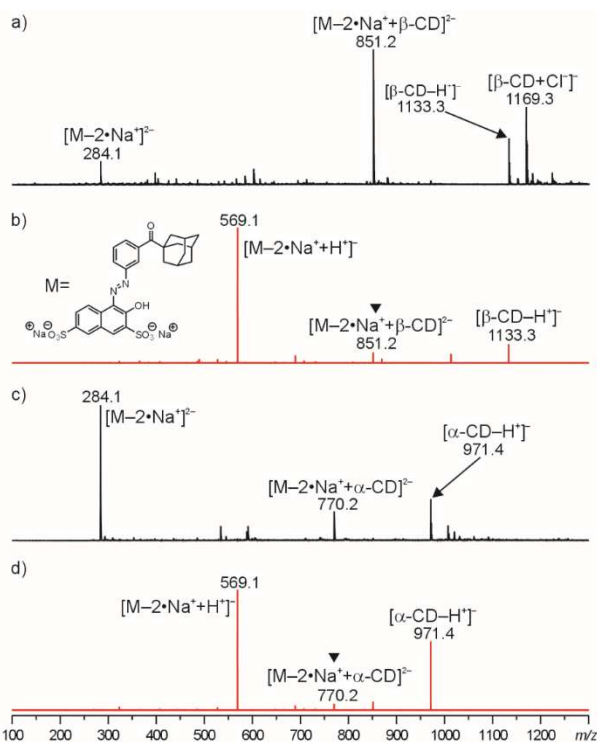 a)
[M–2•Na⁺+β-CD]²⁻
851.2
[β-CD–H⁺]⁻
1133.3
[β-CD+Cl⁻]⁻
1169.3
[M–2•Na⁺]²⁻
284.1
b)
569.1
[M–2•Na⁺+H⁺]⁻
M=
O
N
N
OH
⊕Na ⊖O₃S
SO₃⊖ Na⊕
▼
[M–2•Na⁺+β-CD]²⁻
851.2
[β-CD–H⁺]⁻
1133.3
c)
284.1
[M–2•Na⁺]²⁻
[M–2•Na⁺+α-CD]²⁻
770.2
[α-CD–H⁺]⁻
971.4
d)
569.1
[M–2•Na⁺+H⁺]⁻
▼
[M–2•Na⁺+α-CD]²⁻
770.2
[α-CD–H⁺]⁻
971.4
100 200 300 400 500 600 700 800 900 1000 1100 1200 m/z